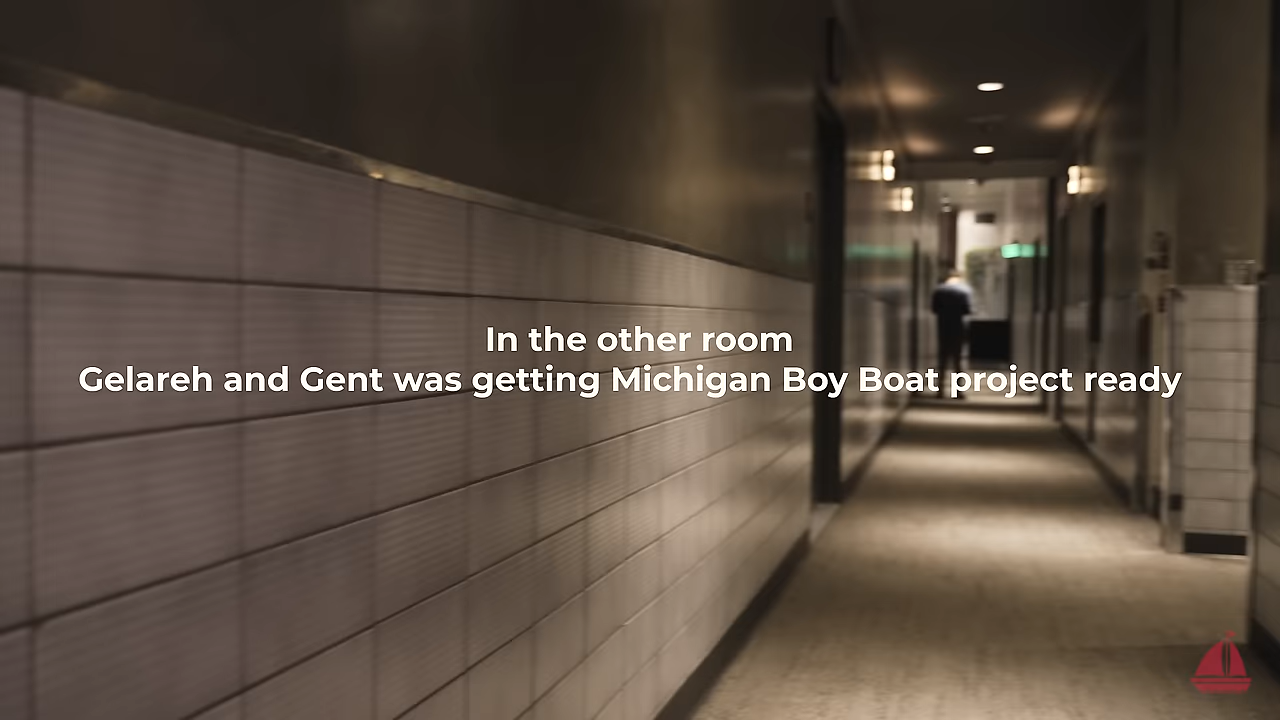 In the other room
Gelareh and Gent was getting Michigan Boy Boat project ready